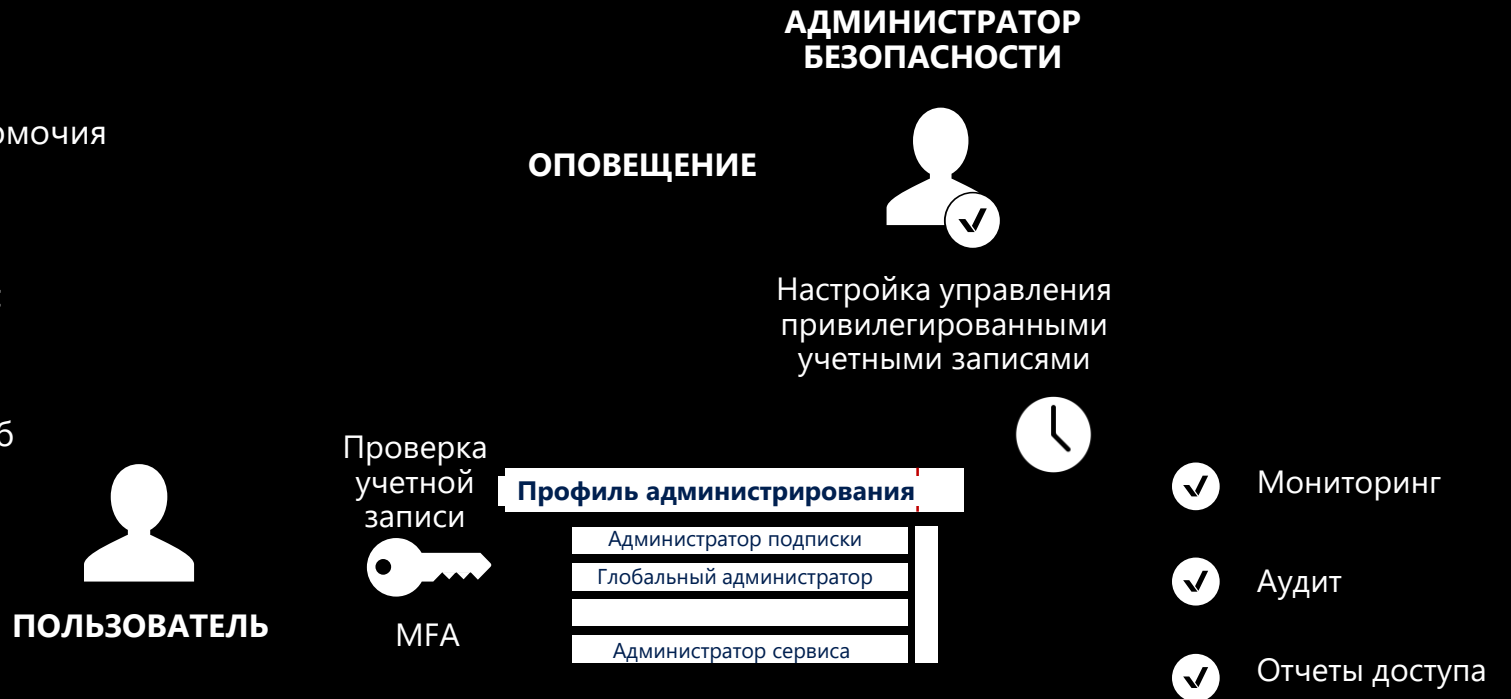 АДМИНИСТРАТОР
БЕЗОПАСНОСТИ
омочия
ОПОВЕЩЕНИЕ
Настройка управления
привилегированными
учетными записями
б
Проверка
учетной
записи
Профиль администрирования
Мониторинг
Администратор подписки
Глобальный администратор
Аудит
ПОЛЬЗОВАТЕЛЬ
MFA
Администратор сервиса
Отчеты доступа